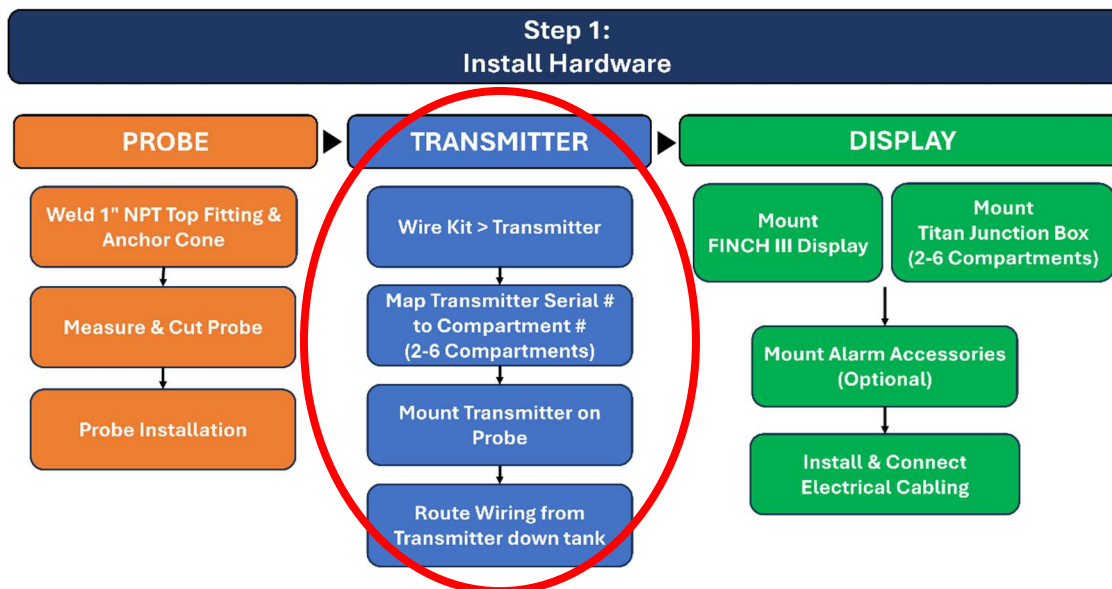 Step 1:
Install Hardware
PROBE
TRANSMITTER
DISPLAY
Weld 1" NPT Top Fitting &
Anchor Cone
Measure & Cut Probe
Probe Installation
Wire Kit > Transmitter
Map Transmitter Serial #
to Compartment #
(2-6 Compartments)
Mount Transmitter on
Probe
Route Wiring from
Transmitter down tank
Mount
FINCH III Display
Mount
Titan Junction Box
(2-6 Compartments)
Mount Alarm Accessories
(Optional)
Install & Connect
Electrical Cabling